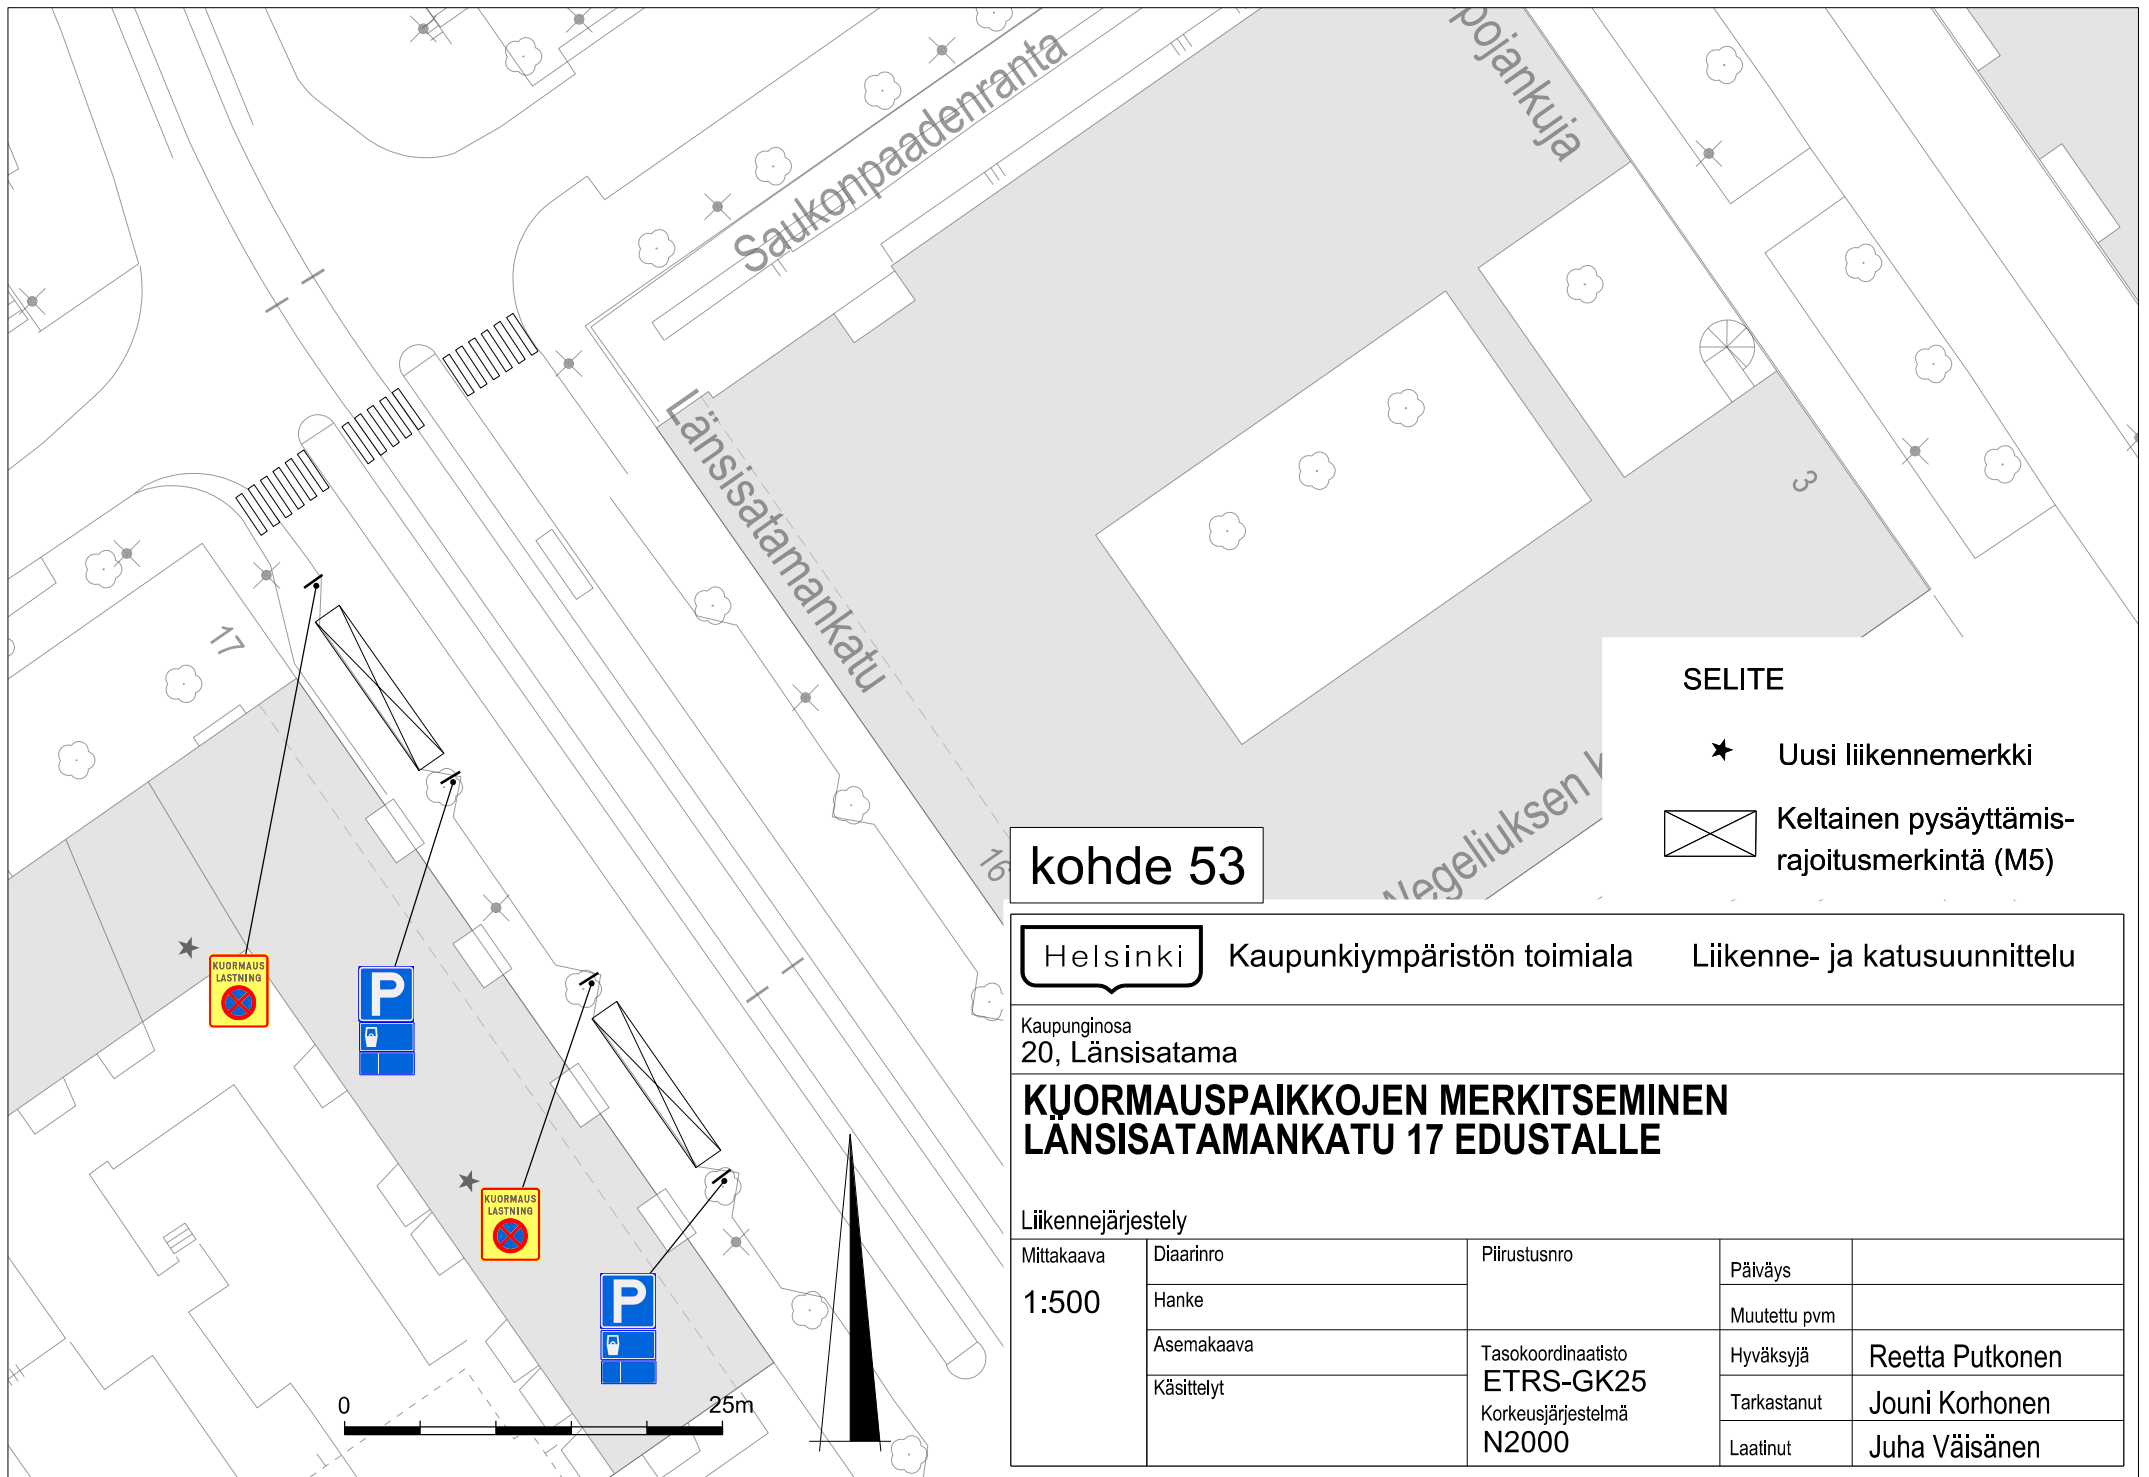 Saukonpaadenranta
pojankuja
Länsisatamankatu
17
3
16
Negeliuksen k
SELITE
Uusi liikennemerkki
Keltainen pysäyttämis-
rajoitusmerkintä (M5)
kohde 53
KUORMAUS
LASTNING
P
KUORMAUS
LASTNING
P
0 25m
Helsinki Kaupunkiympäristön toimiala Liikenne- ja katusuunnittelu
Kaupunginosa
20, Länsisatama
KUORMAUSPAIKKOJEN MERKITSEMINEN
LÄNSISATAMANKATU 17 EDUSTALLE
Liikennejärjestely
Mittakaava
1:500
Diaarinro
Hanke
Asemakaava
Käsittelyt
Piirustusnro
Tasokoordinaatisto
ETRS-GK25
Korkeusjärjestelmä
N2000
Päiväys
Muutettu pvm
Hyväksyjä Reetta Putkonen
Tarkastanut Jouni Korhonen
Laatinut Juha Väisänen